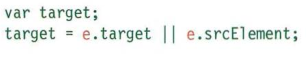 var target;
target = e.target || e.srcElement;